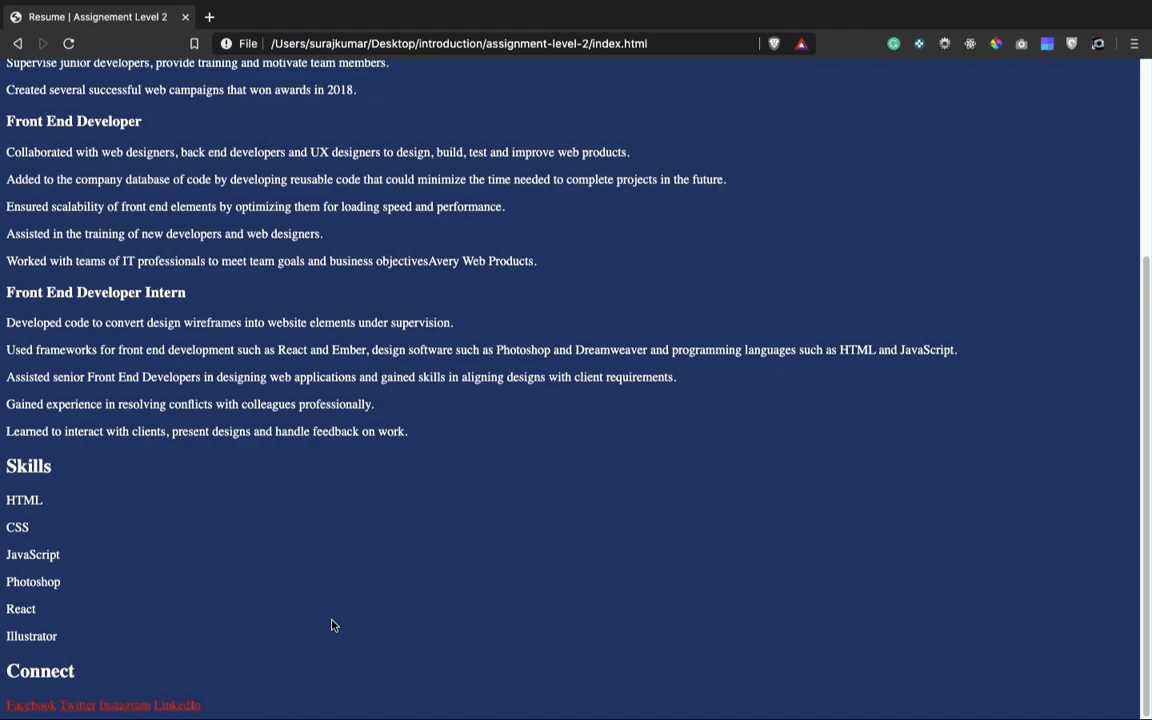 Resume | Assignement Level 2
File /Users/surajkumar/Desktop/introduction/assignment-level-2/index.html
Supervise junior developers, provide training and motivate team members.
Created several successful web campaigns that won awards in 2018.
Front End Developer
Collaborated with web designers, back end developers and UX designers to design, build, test and improve web products.
Added to the company database of code by developing reusable code that could minimize the time needed to complete projects in the future.
Ensured scalability of front end elements by optimizing them for loading speed and performance.
Assisted in the training of new developers and web designers.
Worked with teams of IT professionals to meet team goals and business objectivesAvery Web Products.
Front End Developer Intern
Developed code to convert design wireframes into website elements under supervision.
Used frameworks for front end development such as React and Ember, design software such as Photoshop and Dreamweaver and programming languages such as HTML and JavaScript.
Assisted senior Front End Developers in designing web applications and gained skills in aligning designs with client requirements.
Gained experience in resolving conflicts with colleagues professionally.
Learned to interact with clients, present designs and handle feedback on work.
Skills
HTML
CSS
JavaScript
Photoshop
React
Illustrator
Connect
Facebook Twitter Instagram LinkedIn